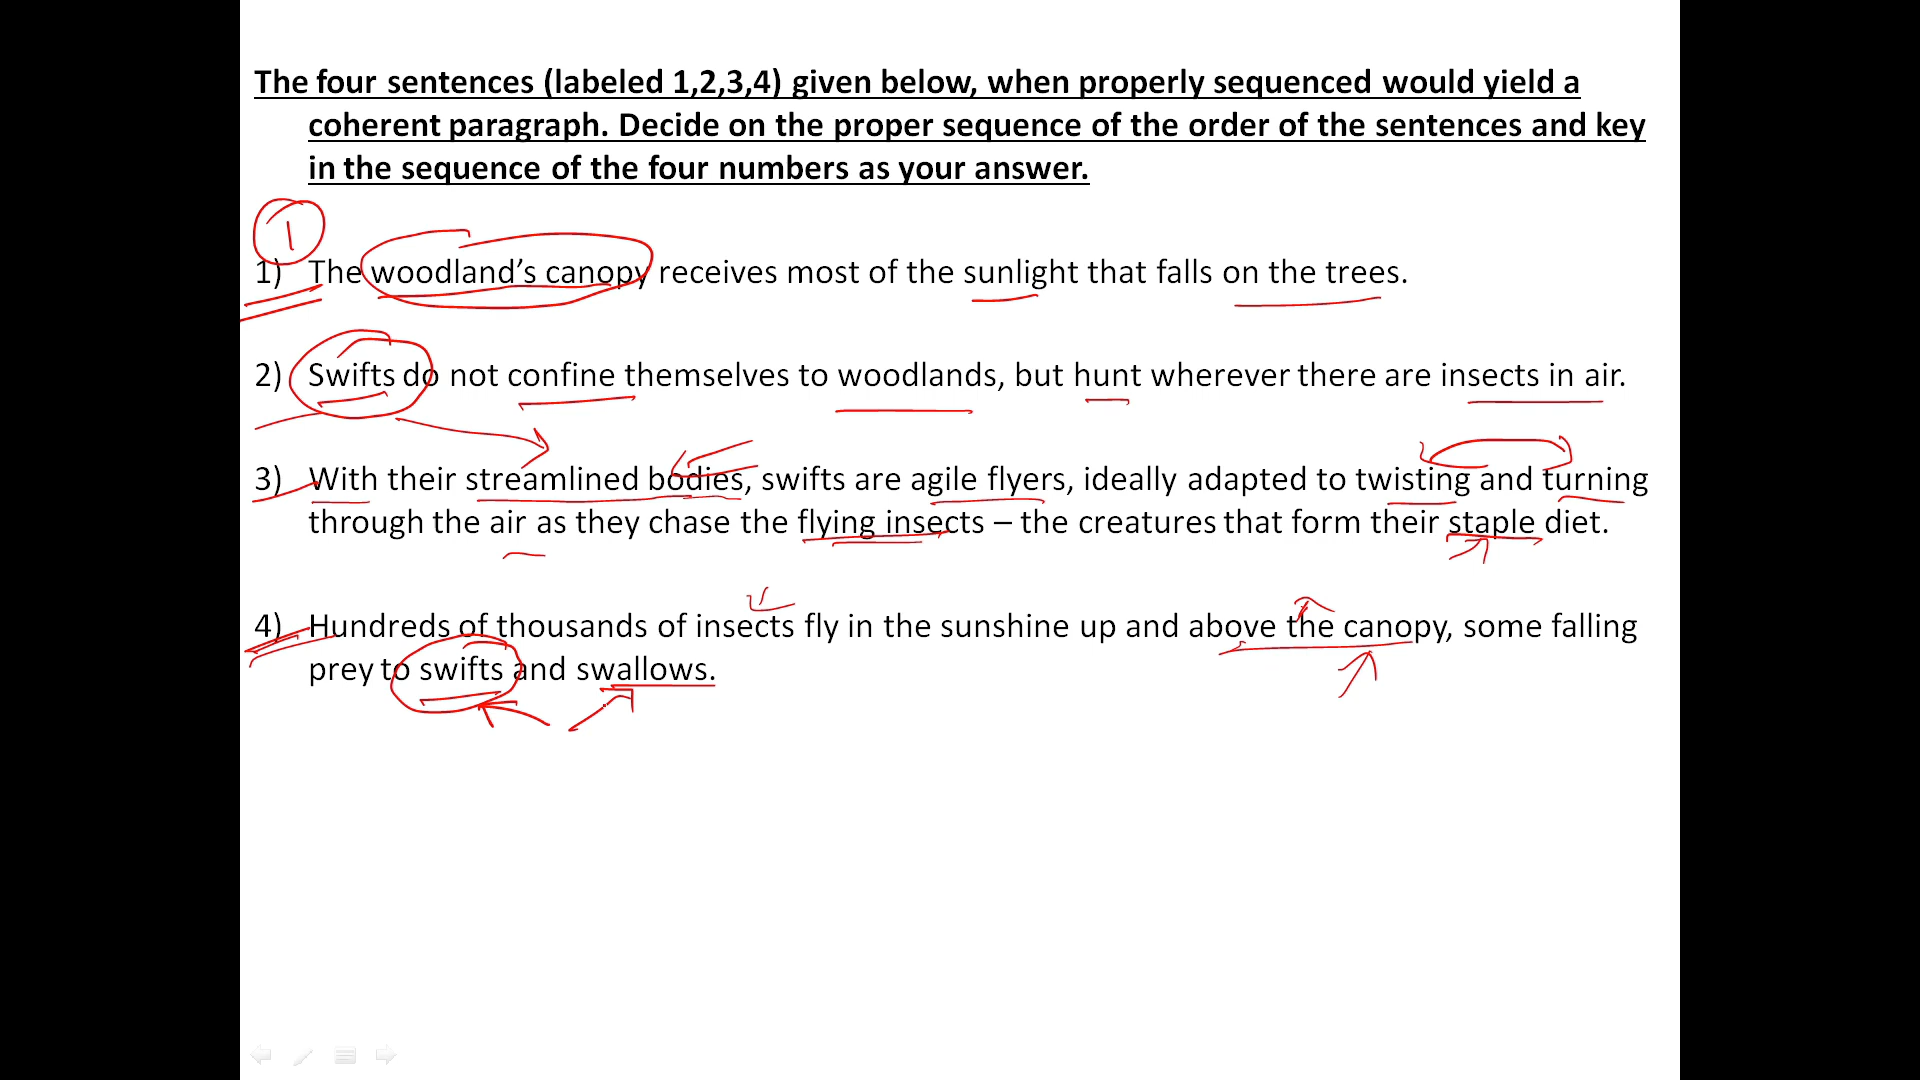 The four sentences (labeled 1,2,3,4) given below, when properly sequenced would yield a
coherent paragraph. Decide on the proper sequence of the order of the sentences and key
in the sequence of the four numbers as your answer.
1
1) The woodland’s canopy receives most of the sunlight that falls on the trees.
2) Swifts do not confine themselves to woodlands, but hunt wherever there are insects in air.
3) With their streamlined bodies, swifts are agile flyers, ideally adapted to twisting and turning
through the air as they chase the flying insects – the creatures that form their staple diet.
4) Hundreds of thousands of insects fly in the sunshine up and above the canopy, some falling
prey to swifts and swallows.